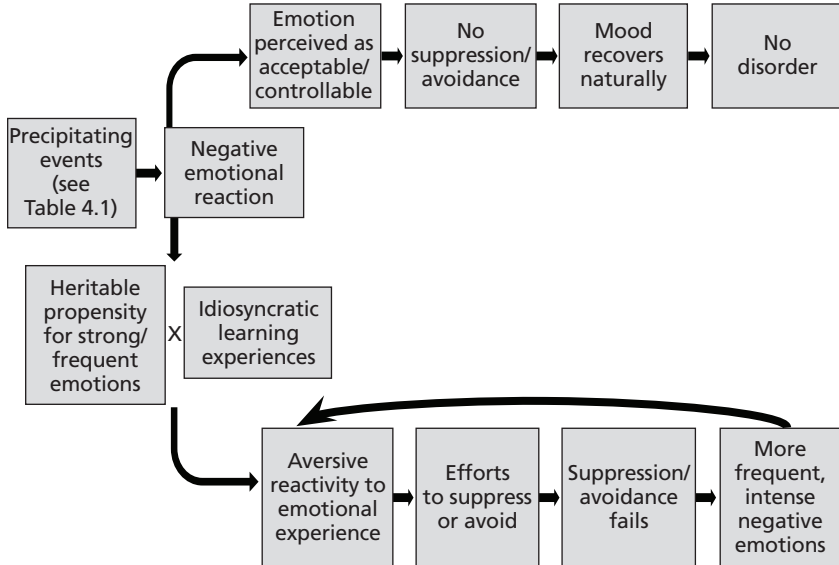 Emotion
perceived as
acceptable/
controllable
No
suppression/
avoidance
Mood
recovers
naturally
No
disorder
Precipitating
events
(see
Table 4.1)
Negative
emotional
reaction
Heritable
propensity
for strong/
frequent
emotions
X
Idiosyncratic
learning
experiences
Aversive
reactivity to
emotional
experience
Efforts
to suppress
or avoid
Suppression/
avoidance
fails
More
frequent,
intense
negative
emotions